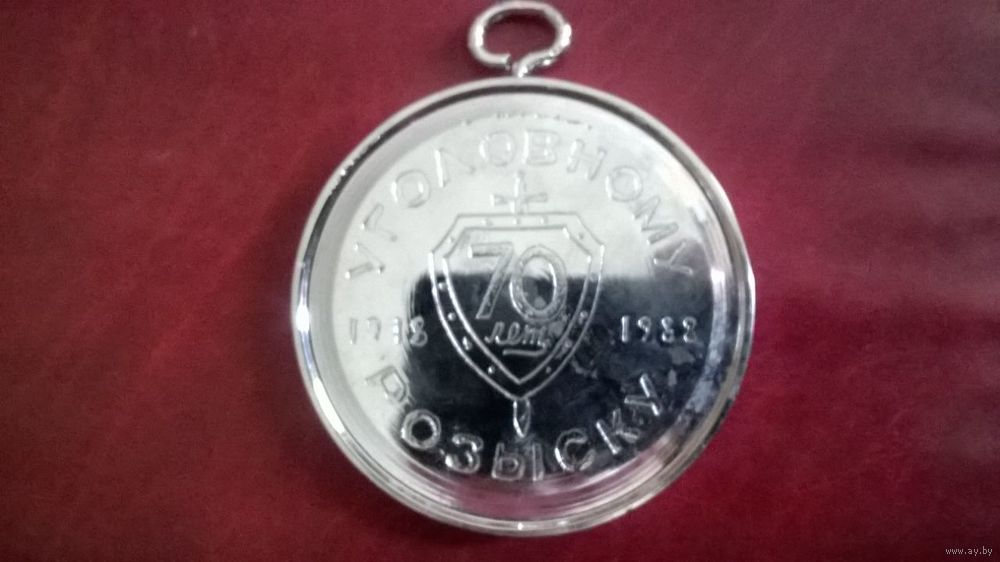 УГОЛОВНОМУ
70
лет
1918 1988
РОЗЫСКУ
www.ay.by